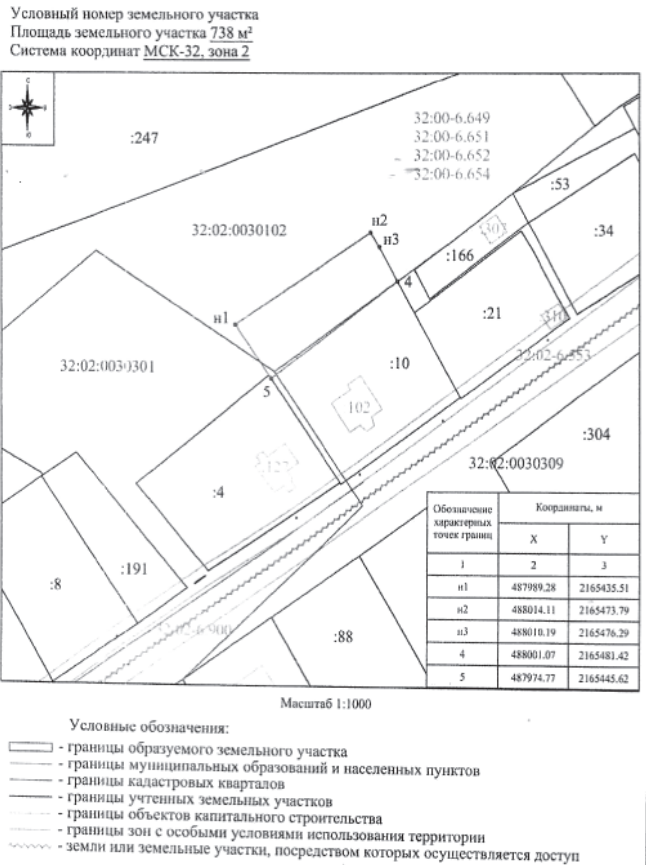 Условный номер земельного участка
Площадь земельного участка 738 м²
Система координат МСК-32, зона 2
С
:247
32:00-6.649
32:00-6.651
32:00-6.652
32:00-6.654
:53
32:02:0030102
н2
н3
:166
:34
4
:21
н1
32:02-6.553
32:02:0030301
:10
5
102
:304
32:02:0030309
:4
:191
:8
32:02-6.900
:88
Обозначение характерных точек границ
Координаты, м
X
Y
1 2 3
н1 487989.28 2165435.51
н2 488014.11 2165473.79
н3 488010.19 2165476.29
4 488001.07 2165481.42
5 487974.77 2165445.62
Масштаб 1:1000
Условные обозначения:
- границы образуемого земельного участка
- границы муниципальных образований и населенных пунктов
- границы кадастровых кварталов
- границы учтенных земельных участков
- границы объектов капитального строительства
- границы зон с особыми условиями использования территории
- земли или земельные участки, посредством которых осуществляется доступ